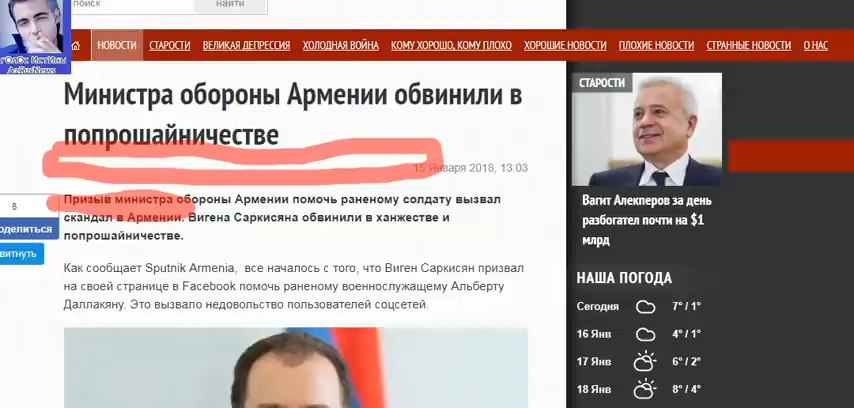 поиск
найти
гОлОс ИстИны
AzRusNews
НОВОСТИ СТАРОСТИ ВЕЛИКАЯ ДЕПРЕССИЯ ХОЛОДНАЯ ВОЙНА КОМУ ХОРОШО, КОМУ ПЛОХО ХОРОШИЕ НОВОСТИ ПЛОХИЕ НОВОСТИ СТРАННЫЕ НОВОСТИ О НАС
Министра обороны Армении обвинили в
попрошайничестве
15 Января 2018, 13:03
8
оделиться
витнуть
Призыв министра обороны Армении помочь раненому солдату вызвал
скандал в Армении. Вигена Саркисяна обвинили в ханжестве и
попрошайничестве.
Как сообщает Sputnik Armenia, все началось с того, что Виген Саркисян призвал
на своей странице в Facebook помочь раненому военнослужащему Альберту
Даллакяну. Это вызвало недовольство пользователей соцсетей.
СТАРОСТИ
Вагит Алекперов за день
разбогател почти на $1
млрд
НАША ПОГОДА
Сегодня 7° / 1°
16 Янв 4° / 1°
17 Янв 6° / 2°
18 Янв 8° / 4°